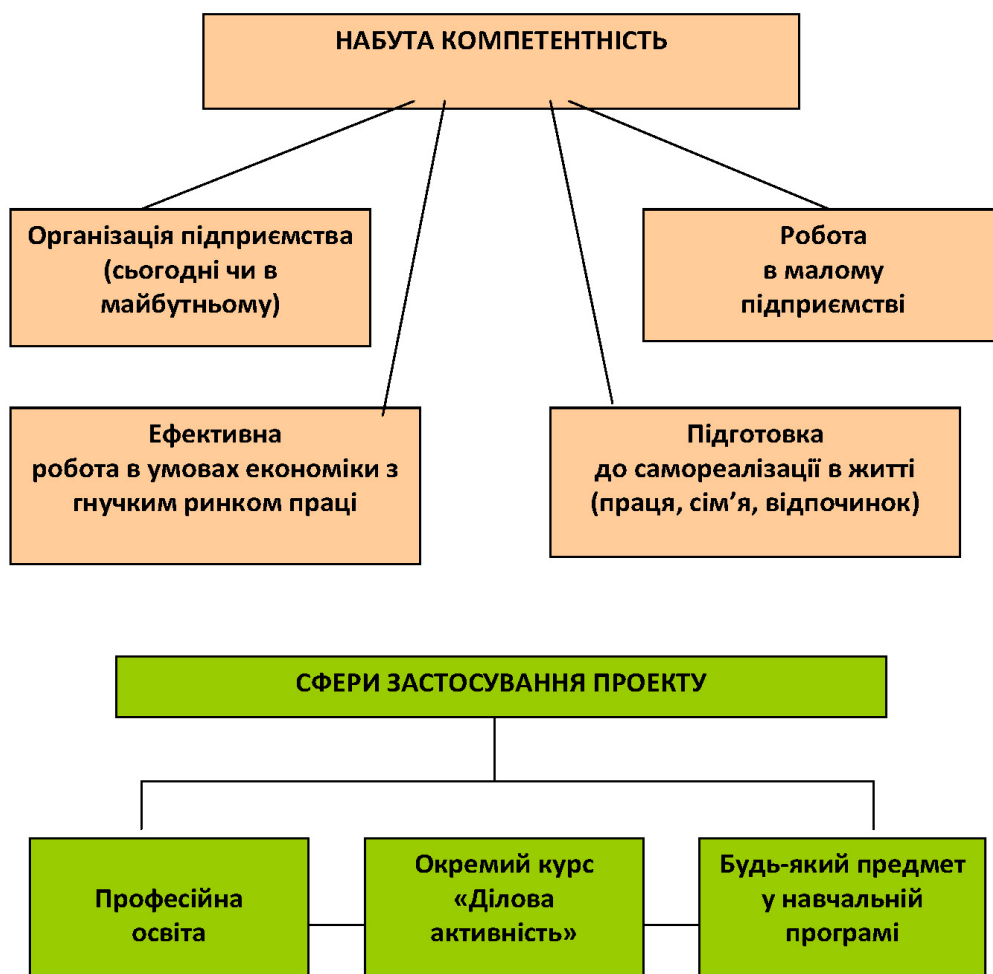 НАБУТА КОМПЕТЕНТНІСТЬ
Організація підприємства
(сьогодні чи в
майбутньому)
Робота
в малому
підприємстві
Ефективна
робота в умовах економіки з
гнучким ринком праці
Підготовка
до самореалізації в житті
(праця, сім’я, відпочинок)
СФЕРИ ЗАСТОСУВАННЯ ПРОЕКТУ
Професійна
освіта
Окремий курс
«Ділова
активність»
Будь-який предмет
у навчальній
програмі